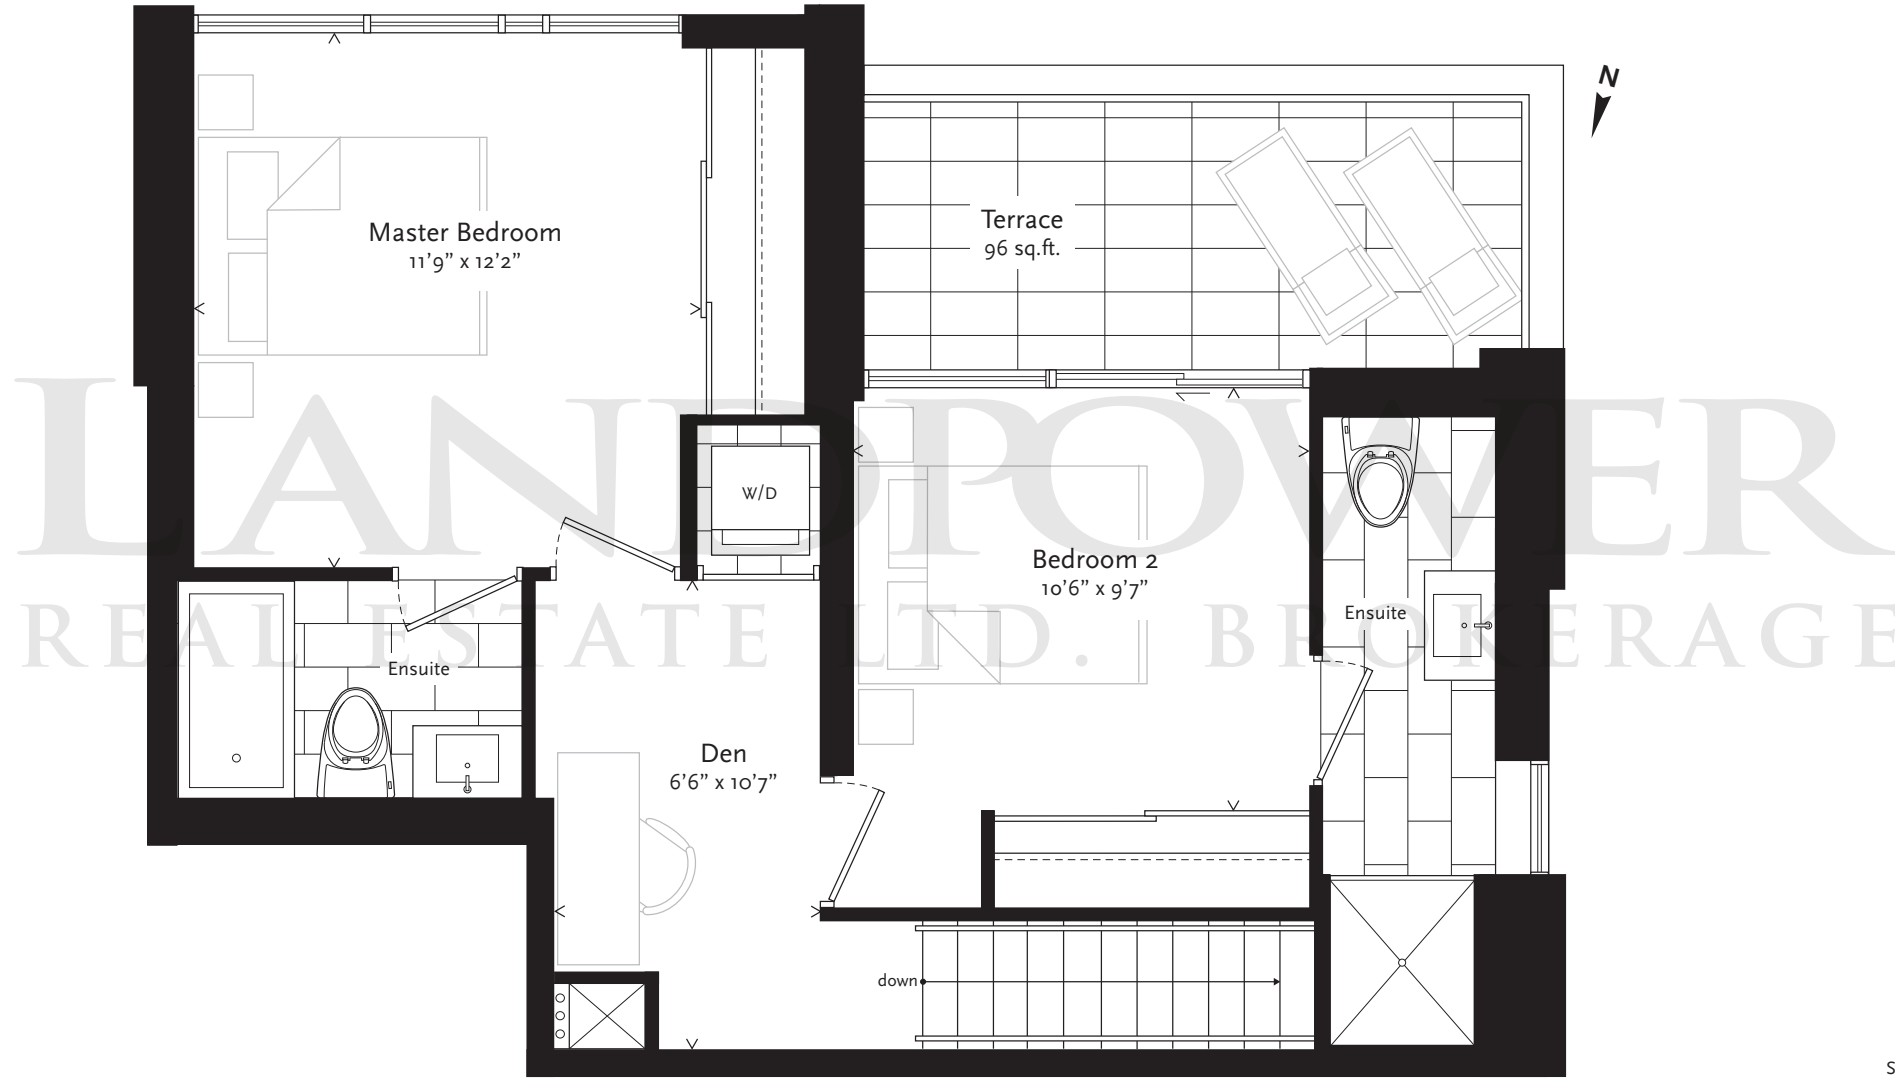 N
Master Bedroom
11'9" x 12'2"
Terrace
96 sq.ft.
LANDPOWER
REAL ESTATE LTD. BROKERAGE
W/D
Bedroom 2
10'6" x 9'7"
Ensuite
Ensuite
Den
6'6" x 10'7"
down
S